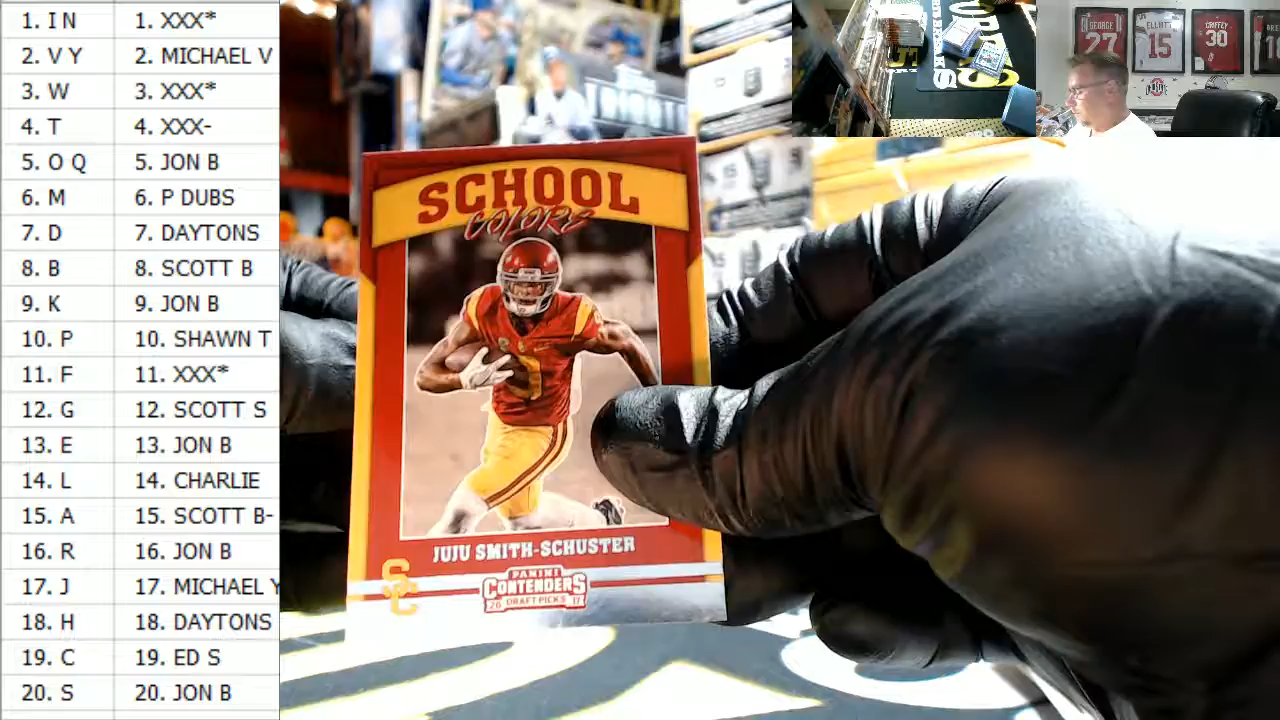 1. I N 1. XXX*
2. V Y 2. MICHAEL V
3. W 3. XXX*
4. T 4. XXX-
5. O Q 5. JON B
6. M 6. P DUBS
7. D 7. DAYTONS
8. B 8. SCOTT B
9. K 9. JON B
10. P 10. SHAWN T
11. F 11. XXX*
12. G 12. SCOTT S
13. E 13. JON B
14. L 14. CHARLIE
15. A 15. SCOTT B-
16. R 16. JON B
17. J 17. MICHAEL Y
18. H 18. DAYTONS
19. C 19. ED S
20. S 20. JON B
SCHOOL
COLORS
JUJU SMITH-SCHUSTER
SC
PANINI
CONTENDERS
20 DRAFT PICKS 17
GEORGE
27
ELLIOTT
15
GRIFFEY
30